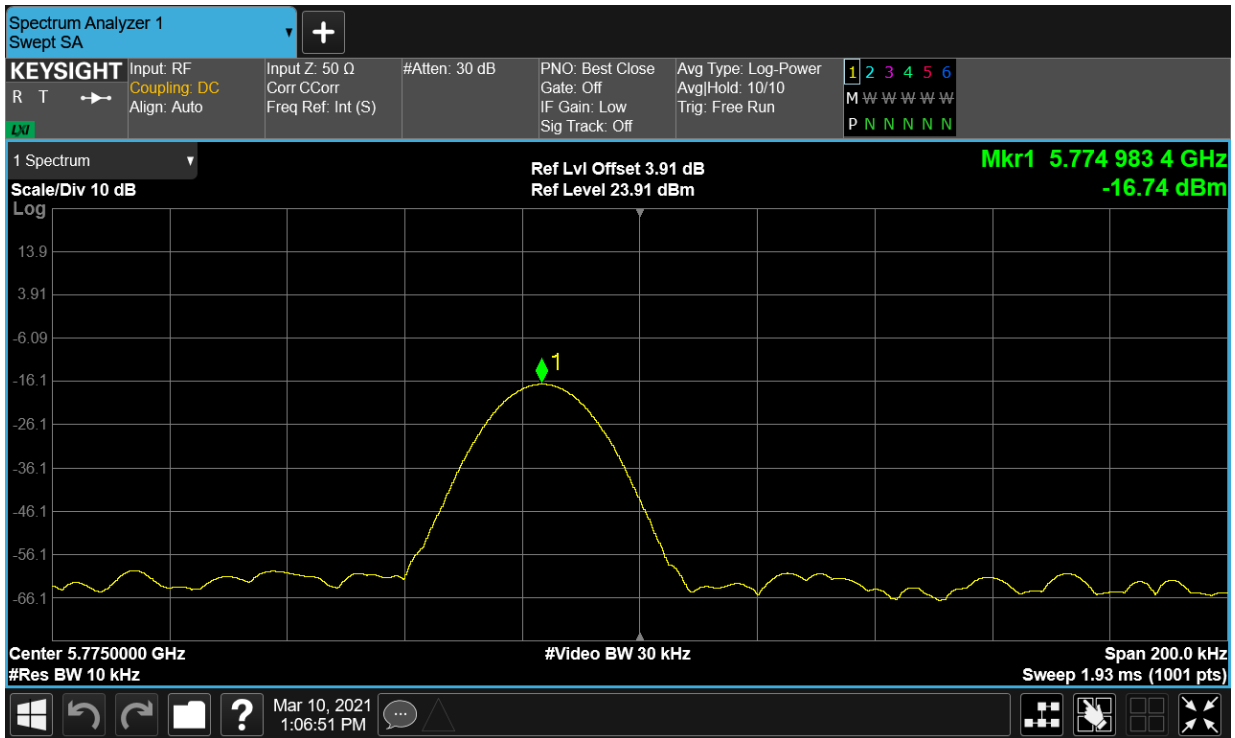 Spectrum Analyzer 1
Swept SA
▼
+
KEYSIGHT Input: RF Input Z: 50 Ω #Atten: 30 dB PNO: Best Close Avg Type: Log-Power 1 2 3 4 5 6
R T Coupling: DC Corr CCorr Gate: Off Avg|Hold: 10/10 M W W W W W
Align: Auto Freq Ref: Int (S) IF Gain: Low Trig: Free Run
LXI Sig Track: Off P N N N N N
1 Spectrum ▼
Scale/Div 10 dB
Ref Lvl Offset 3.91 dB
Ref Level 23.91 dBm
Mkr1 5.774 983 4 GHz
-16.74 dBm
Log
13.9
3.91
-6.09
1
-16.1
-26.1
-36.1
-46.1
-56.1
-66.1
Center 5.7750000 GHz #Video BW 30 kHz Span 200.0 kHz
#Res BW 10 kHz Sweep 1.93 ms (1001 pts)
? Mar 10, 2021
1:06:51 PM